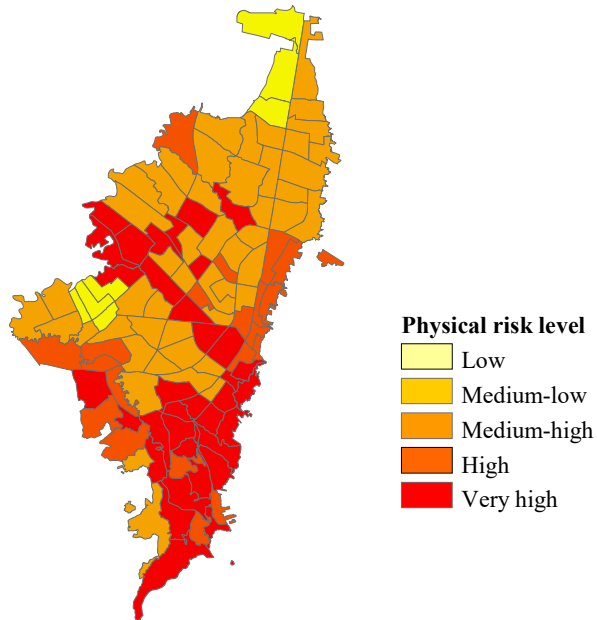 Physical risk level
Low
Medium-low
Medium-high
High
Very high